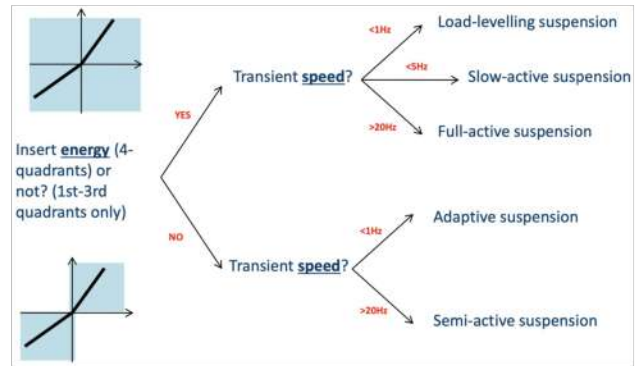 <1Hz
Load-levelling suspension
Transient speed?
<5Hz
Slow-active suspension
YES
>20Hz
Full-active suspension
Insert energy (4-
quadrants) or
not? (1st-3rd
quadrants only)
<1Hz
Adaptive suspension
NO
Transient speed?
>20Hz
Semi-active suspension